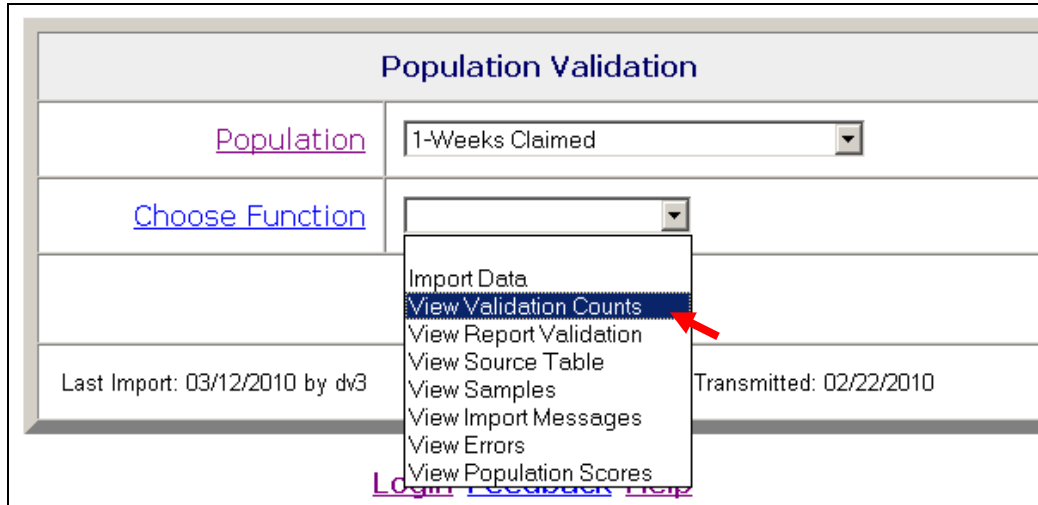 Population Validation
Population 1-Weeks Claimed
Choose Function
Import Data
View Validation Counts
View Report Validation
View Source Table
View Samples
View Import Messages
View Errors
View Population Scores
Last Import: 03/12/2010 by dv3 Transmitted: 02/22/2010
Login Feedback Help